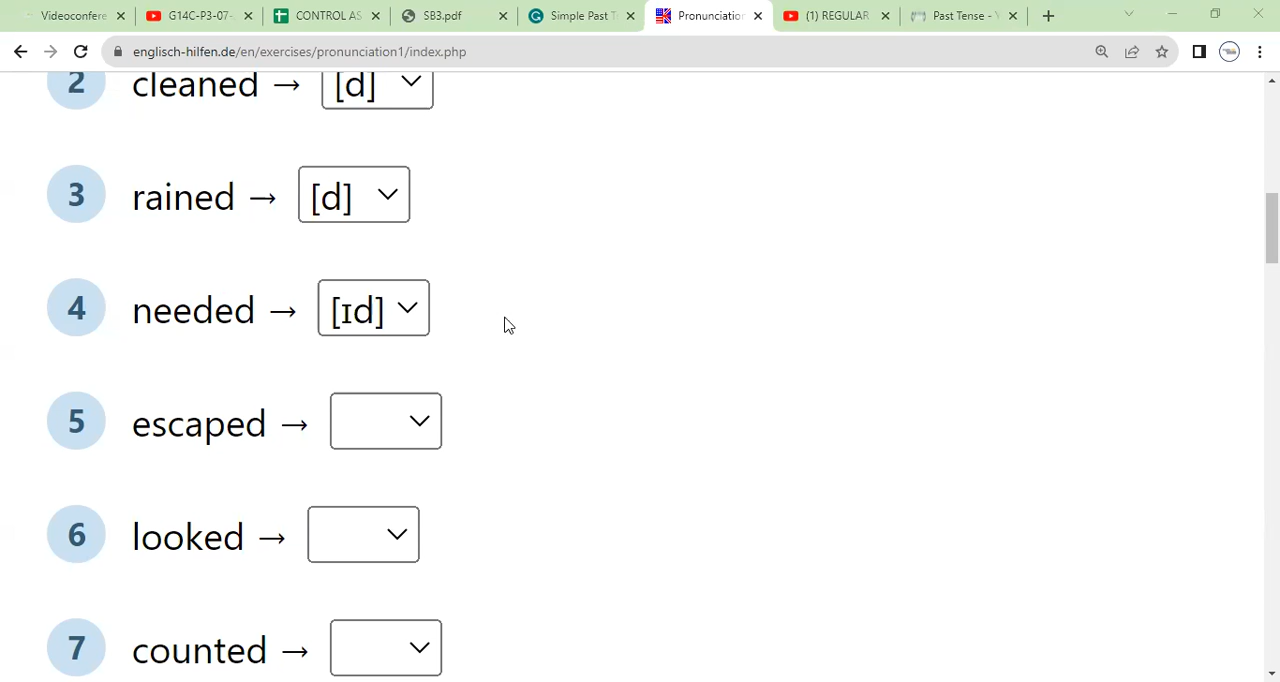 Videoconfere
G14C-P3-07-
CONTROL AS
SB3.pdf
Simple Past T
Pronunciation
(1) REGULAR
Past Tense - Y
englisch-hilfen.de/en/exercises/pronunciation1/index.php
2 cleaned → [d]
3 rained → [d]
4 needed → [ɪd]
5 escaped →
6 looked →
7 counted →